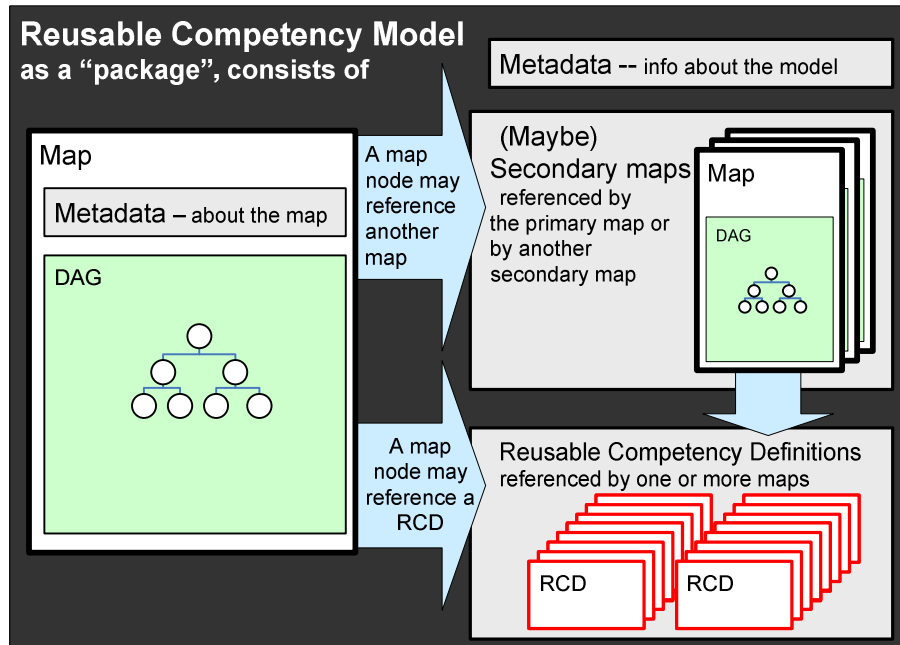 Reusable Competency Model
as a “package”, consists of
Metadata -- info about the model
Map
Metadata – about the map
DAG
A map
node may
reference
another
map
(Maybe)
Secondary maps
referenced by
the primary map or
by another
secondary map
Map
DAG
A map
node may
reference a
RCD
Reusable Competency Definitions
referenced by one or more maps
RCD
RCD